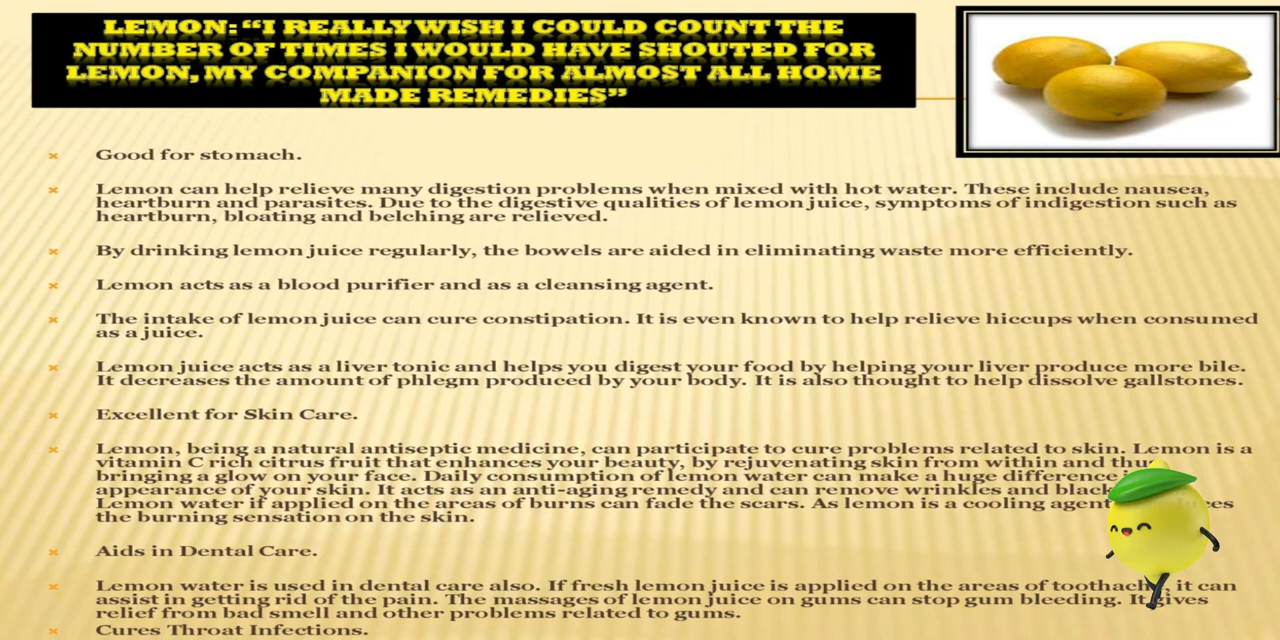 LEMON: “I REALLY WISH I COULD COUNT THE
NUMBER OF TIMES I WOULD HAVE SHOUTED FOR
LEMON, MY COMPANION FOR ALMOST ALL HOME
MADE REMEDIES”
Good for stomach.
Lemon can help relieve many digestion problems when mixed with hot water. These include nausea,
heartburn and parasites. Due to the digestive qualities of lemon juice, symptoms of indigestion such as
heartburn, bloating and belching are relieved.
By drinking lemon juice regularly, the bowels are aided in eliminating waste more efficiently.
Lemon acts as a blood purifier and as a cleansing agent.
The intake of lemon juice can cure constipation. It is even known to help relieve hiccups when consumed
as a juice.
Lemon juice acts as a liver tonic and helps you digest your food by helping your liver produce more bile.
It decreases the amount of phlegm produced by your body. It is also thought to help dissolve gallstones.
Excellent for Skin Care.
Lemon, being a natural antiseptic medicine, can participate to cure problems related to skin. Lemon is a
vitamin C rich citrus fruit that enhances your beauty, by rejuvenating skin from within and
bringing a glow on your face. Daily consumption of lemon water can make a huge difference
appearance of your skin. It acts as an anti-aging remedy and can remove wrinkles and
Lemon water if applied on the areas of burns can fade the scars. As lemon is a cooling agent
the burning sensation on the skin.
Aids in Dental Care.
Lemon water is used in dental care also. If fresh lemon juice is applied on the areas of toothache, it can
assist in getting rid of the pain. The massages of lemon juice on gums can stop gum bleeding. It gives
relief from bad smell and other problems related to gums.
Cures Throat Infections.